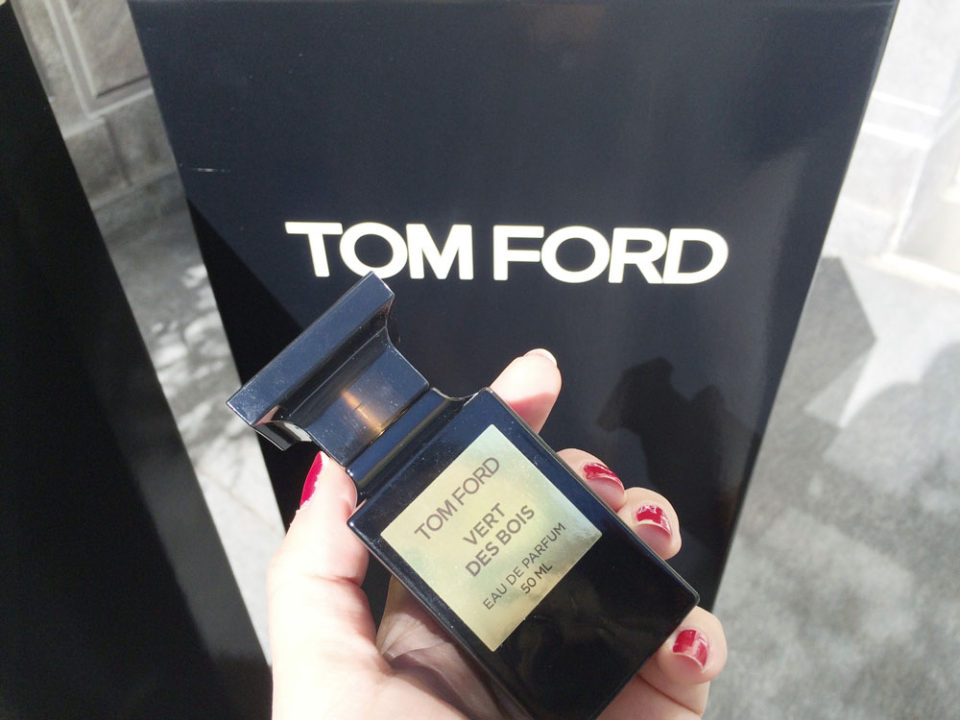 TOM FORD
TOM FORD
VERT
DES BOIS
EAU DE PARFUM
50 ML